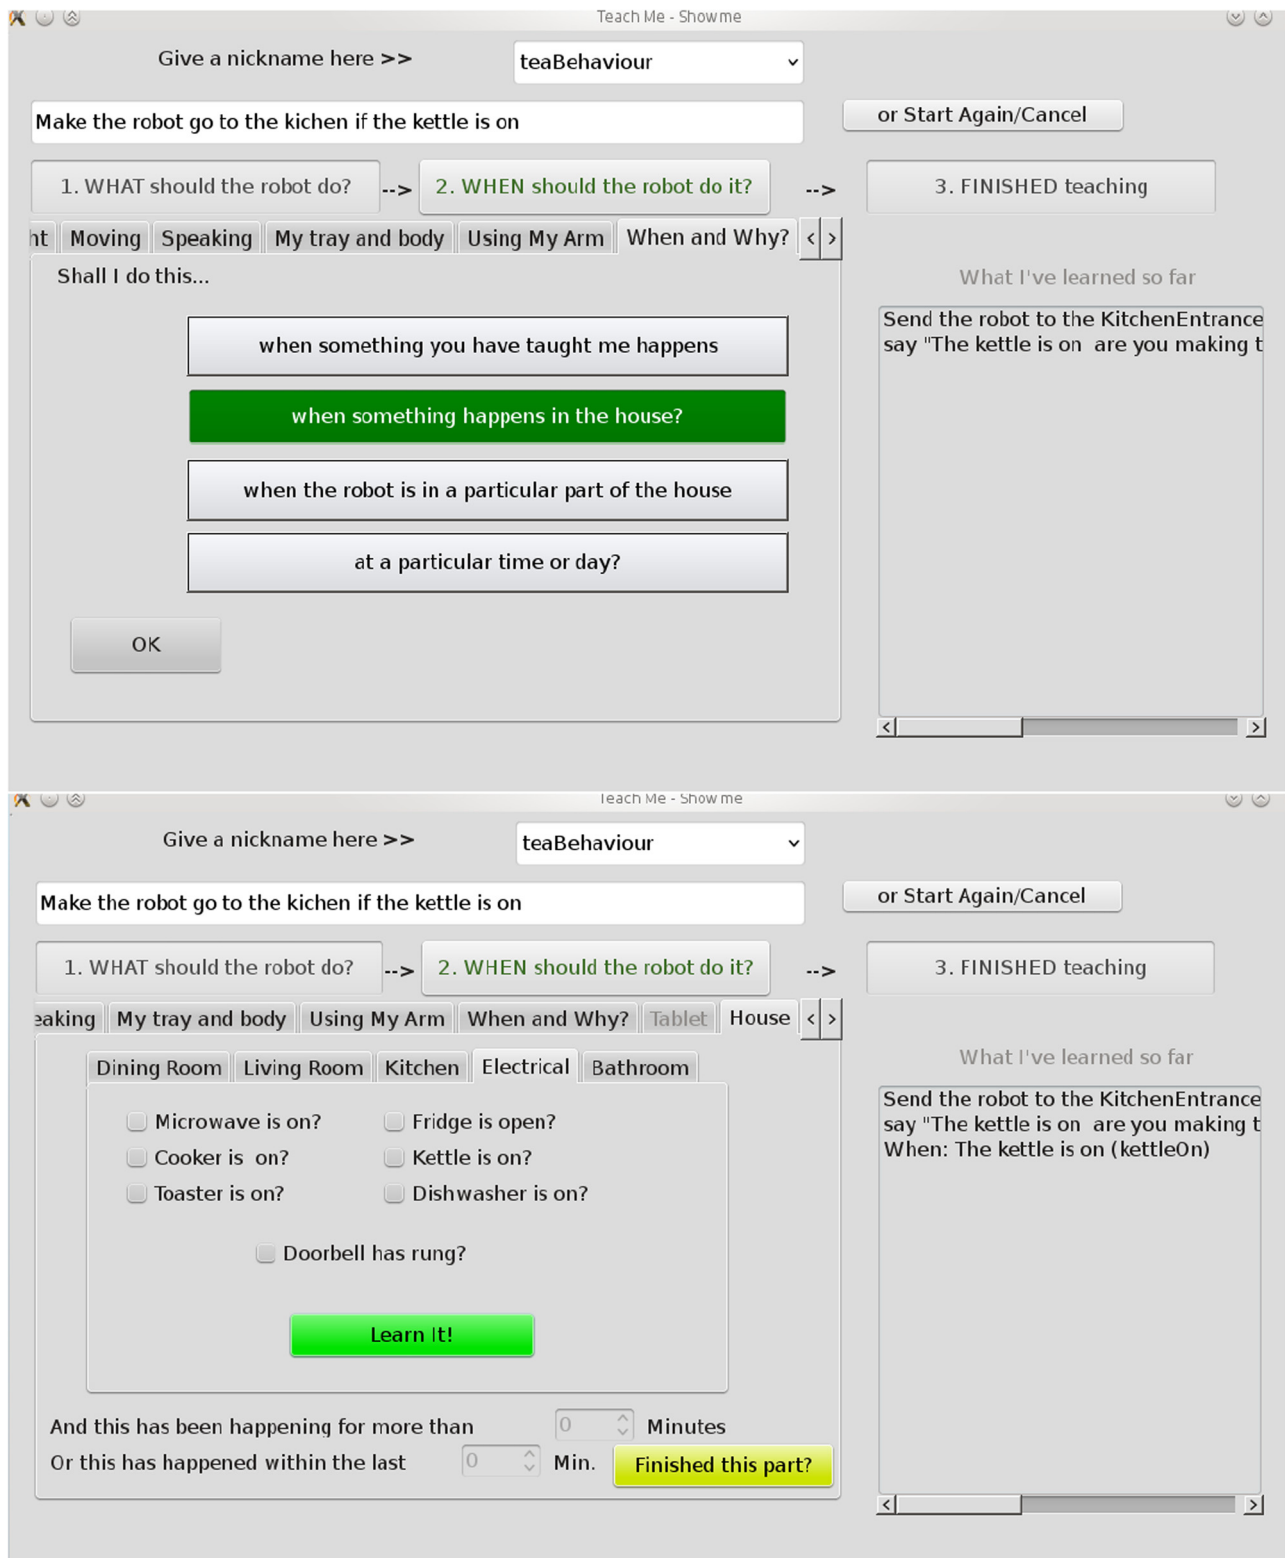 Teach Me - Show me
Give a nickname here >>
teaBehaviour
Make the robot go to the kichen if the kettle is on
or Start Again/Cancel
1. WHAT should the robot do?
-->
2. WHEN should the robot do it?
-->
3. FINISHED teaching
ht
Moving
Speaking
My tray and body
Using My Arm
When and Why?
< >
Shall I do this...
What I've learned so far
when something you have taught me happens
when something happens in the house?
when the robot is in a particular part of the house
at a particular time or day?
OK
Send the robot to the KitchenEntrance
say "The kettle is on  are you making t
Teach Me - Show me
Give a nickname here >>
teaBehaviour
Make the robot go to the kichen if the kettle is on
or Start Again/Cancel
1. WHAT should the robot do?
-->
2. WHEN should the robot do it?
-->
3. FINISHED teaching
eaking
My tray and body
Using My Arm
When and Why?
Tablet
House
< >
Dining Room
Living Room
Kitchen
Electrical
Bathroom
Microwave is on?
Fridge is open?
Cooker is  on?
Kettle is on?
Toaster is on?
Dishwasher is on?
Doorbell has rung?
Learn It!
And this has been happening for more than
0
Minutes
Or this has happened within the last
0
Min.
Finished this part?
What I've learned so far
Send the robot to the KitchenEntrance
say "The kettle is on  are you making t
When: The kettle is on (kettleOn)